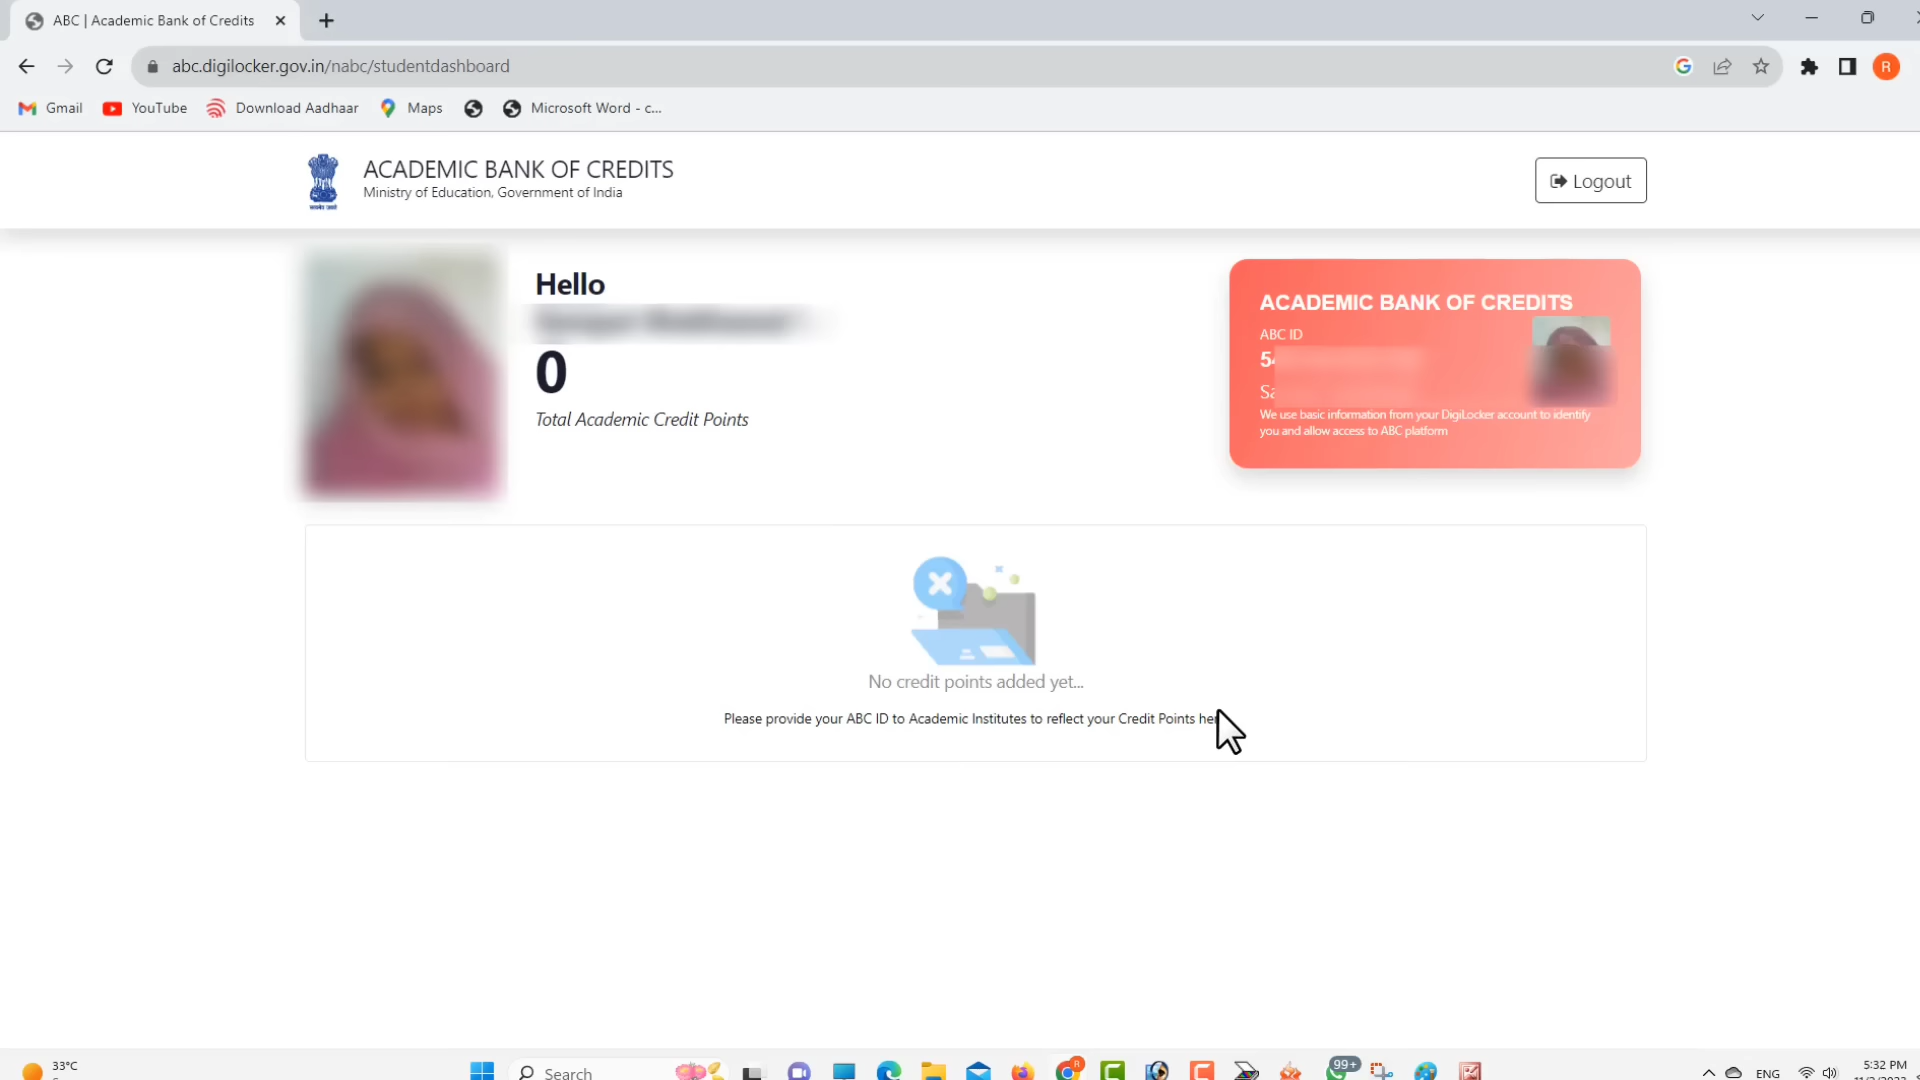 ABC | Academic Bank of Credits
abc.digilocker.gov.in/nabc/studentdashboard
R
Gmail
YouTube
Download Aadhaar
Maps
Microsoft Word - c...
ACADEMIC BANK OF CREDITS
Ministry of Education, Government of India
Logout
Hello
0
Total Academic Credit Points
ACADEMIC BANK OF CREDITS
ABC ID
We use basic information from your DigiLocker account to identify
you and allow access to ABC platform
No credit points added yet...
Please provide your ABC ID to Academic Institutes to reflect your Credit Points
33°C
Search
99+
ENG
5:32 PM